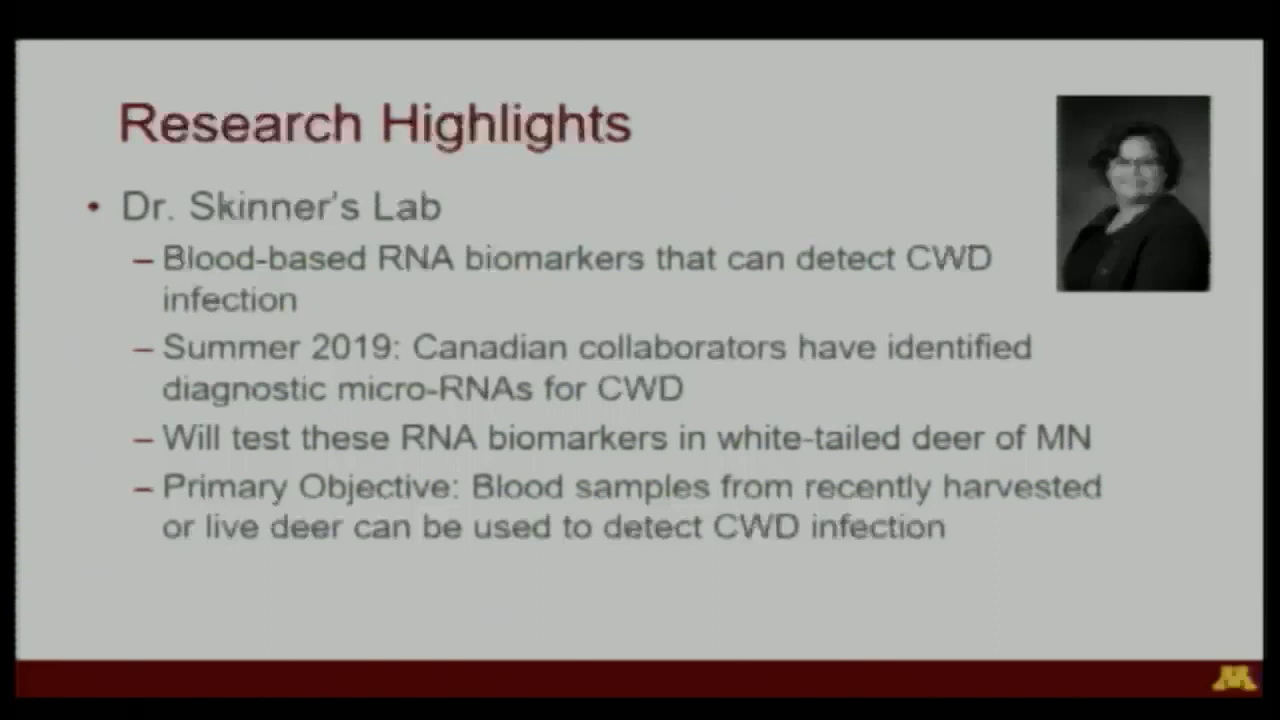 Research Highlights
• Dr. Skinner's Lab
– Blood-based RNA biomarkers that can detect CWD
infection
– Summer 2019: Canadian collaborators have identified
diagnostic micro-RNAs for CWD
– Will test these RNA biomarkers in white-tailed deer of MN
– Primary Objective: Blood samples from recently harvested
or live deer can be used to detect CWD infection
M